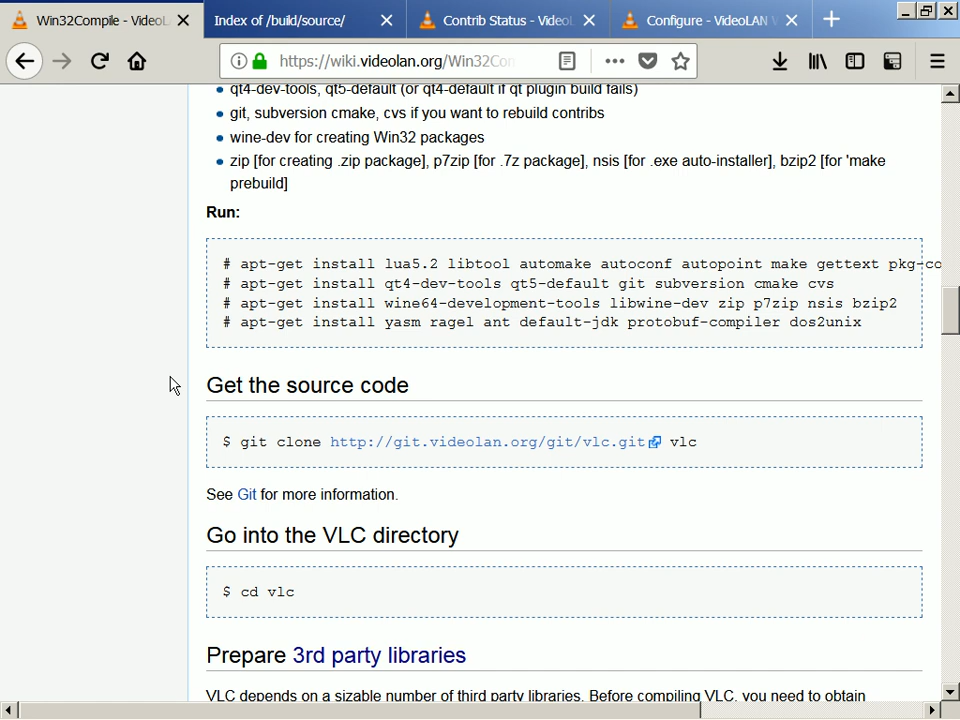 Win32Compile - VideoL
Index of /build/source/
Contrib Status - VideoL
Configure - VideoLAN
https://wiki.videolan.org/Win32Co
qt4-dev-tools, qt5-default (or qt4-default if qt plugin build fails)
git, subversion cmake, cvs if you want to rebuild contribs
wine-dev for creating Win32 packages
zip [for creating .zip package], p7zip [for .7z package], nsis [for .exe auto-installer], bzip2 [for 'make
prebuild]
Run:
# apt-get install lua5.2 libtool automake autoconf autopoint make gettext pkg-co
# apt-get install qt4-dev-tools qt5-default git subversion cmake cvs
# apt-get install wine64-development-tools libwine-dev zip p7zip nsis bzip2
# apt-get install yasm ragel ant default-jdk protobuf-compiler dos2unix
Get the source code
$ git clone http://git.videolan.org/git/vlc.git vlc
See Git for more information.
Go into the VLC directory
$ cd vlc
Prepare 3rd party libraries
VLC depends on a sizable number of third party libraries. Before compiling VLC, you need to obtain